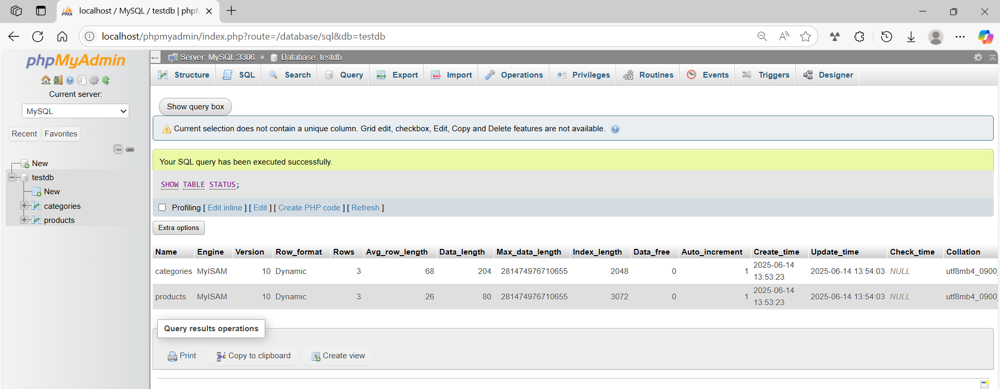 localhost / MySQL / testdb | phpM
localhost/phpmyadmin/index.php?route=/database/sql&db=testdb
phpMyAdmin
Current server:
MySQL
Recent Favorites
New
testdb
New
categories
products
Server: MySQL:3306 » Database: testdb
Structure SQL Search Query Export Import Operations Privileges Routines Events Triggers Designer
Show query box
Current selection does not contain a unique column. Grid edit, checkbox, Edit, Copy and Delete features are not available.
Your SQL query has been executed successfully.
SHOW TABLE STATUS;
Profiling [ Edit inline ] [ Edit ] [ Create PHP code ] [ Refresh ]
Extra options
Name Engine Version Row_format Rows Avg_row_length Data_length Max_data_length Index_length Data_free Auto_increment Create_time Update_time Check_time Collation
categories MyISAM 10 Dynamic 3 68 204 281474976710655 2048 0 1 2025-06-14 13:53:23 2025-06-14 13:54:03 NULL utf8mb4_0900_
products MyISAM 10 Dynamic 3 26 80 281474976710655 3072 0 1 2025-06-14 13:53:23 2025-06-14 13:54:03 NULL utf8mb4_0900_
Query results operations
Print Copy to clipboard Create view